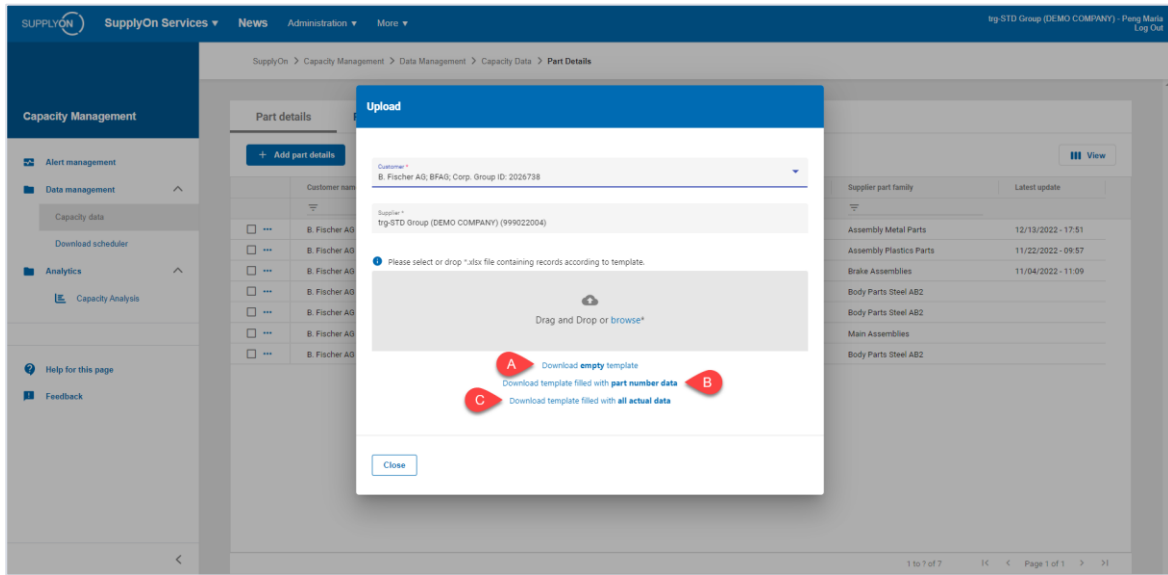 SUPPLYON SupplyOn Services News Administration More
trg-STD Group (DEMO COMPANY) - Peng Maria
Log Out
SupplyOn > Capacity Management > Data Management > Capacity Data > Part Details
Capacity Management
Alert management
Data management
Capacity data
Download scheduler
Analytics
Capacity Analysis
Help for this page
Feedback
Part details
+ Add part details
View
Customer name
Supplier part family
Latest update
B. Fischer AG
Assembly Metal Parts
12/13/2022 - 17:51
B. Fischer AG
Assembly Plastics Parts
11/22/2022 - 09:57
B. Fischer AG
Brake Assemblies
11/04/2022 - 11:09
B. Fischer AG
Body Parts Steel AB2
B. Fischer AG
Body Parts Steel AB2
B. Fischer AG
Main Assemblies
B. Fischer AG
Body Parts Steel AB2
Upload
Customer *
B. Fischer AG; BFAG; Corp. Group ID: 2026738
Supplier *
trg-STD Group (DEMO COMPANY) (999022004)
Please select or drop *.xlsx file containing records according to template.
Drag and Drop or browse*
A Download empty template
Download template filled with part number data B
C Download template filled with all actual data
Close
1 to 7 of 7
Page 1 of 1